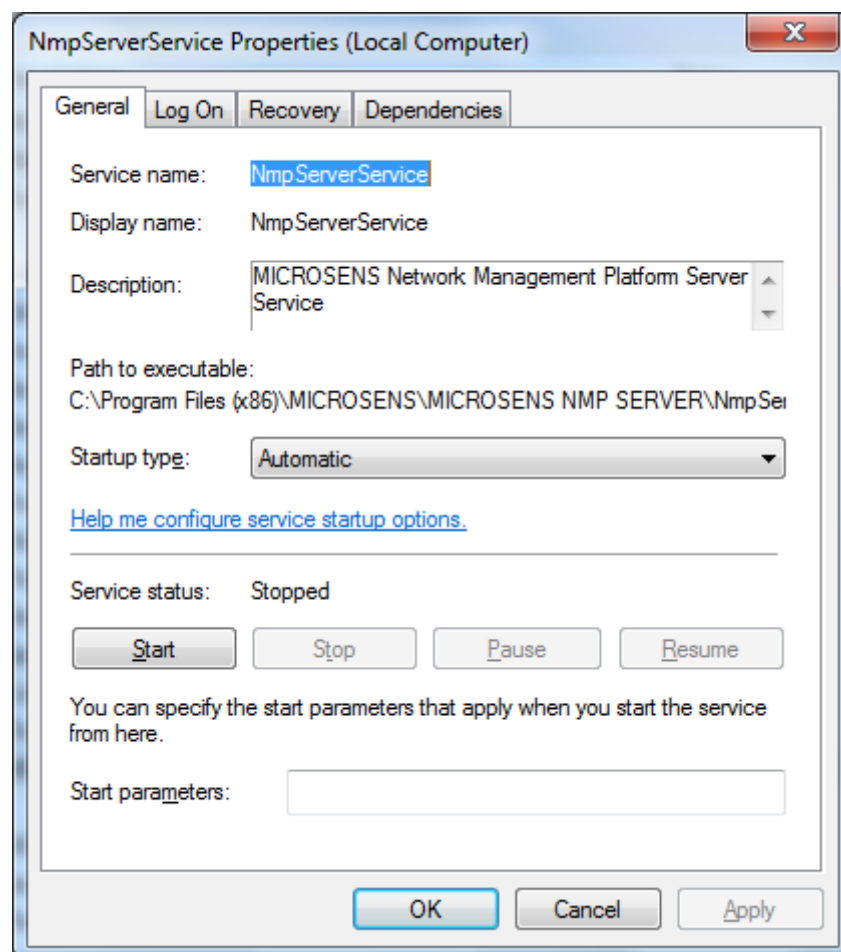 NmpServerService Properties (Local Computer)
General Log On Recovery Dependencies
Service name: NmpServerService
Display name: NmpServerService
Description: MICROSENS Network Management Platform Server
Service
Path to executable:
C:\Program Files (x86)\MICROSENS\MICROSENS NMP SERVER\NmpSer
Startup type: Automatic
Help me configure service startup options.
Service status: Stopped
Start Stop Pause Resume
You can specify the start parameters that apply when you start the service
from here.
Start parameters:
OK Cancel Apply